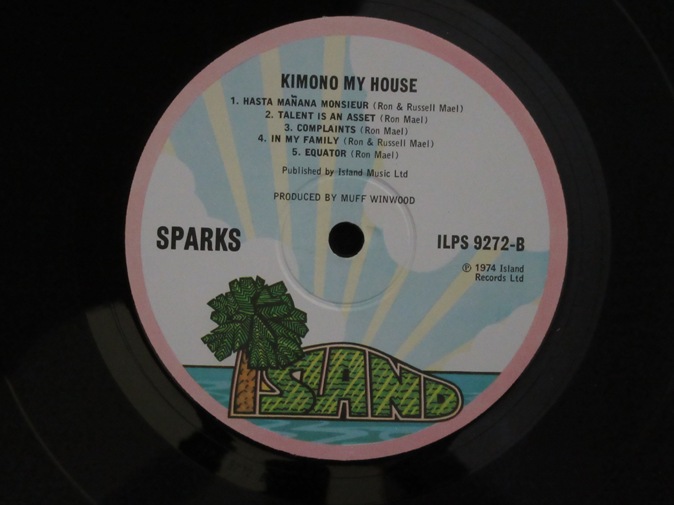 KIMONO MY HOUSE
1. HASTA MAÑANA MONSIEUR (Ron & Russell Mael)
2. TALENT IS AN ASSET (Ron Mael)
3. COMPLAINTS (Ron Mael)
4. IN MY FAMILY (Ron & Russell Mael)
5. EQUATOR (Ron Mael)
Published by Island Music Ltd
PRODUCED BY MUFF WINWOOD
SPARKS
ILPS 9272-B
℗ 1974 Island
Records Ltd
ISLAND